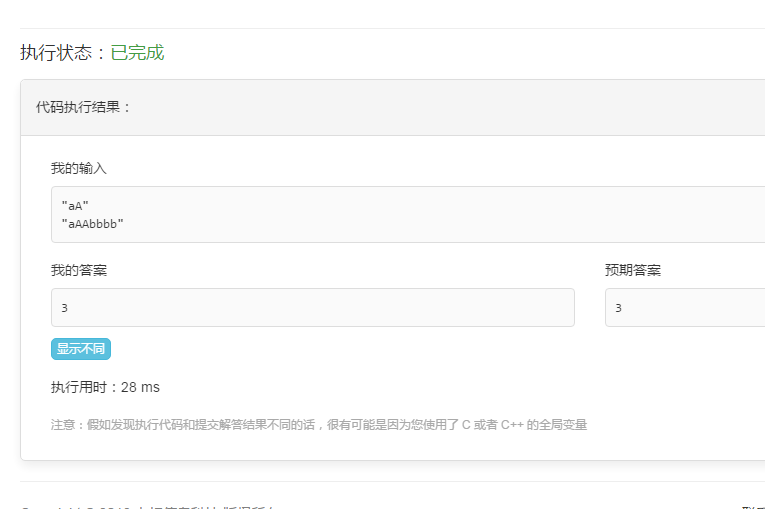 执行状态：已完成
代码执行结果：
我的输入
"aA"
"aAAbbbb"
我的答案
预期答案
3
3
显示不同
执行用时：28 ms
注意：假如发现执行代码和提交解答结果不同的话，很有可能是因为您使用了 C 或者 C++ 的全局变量